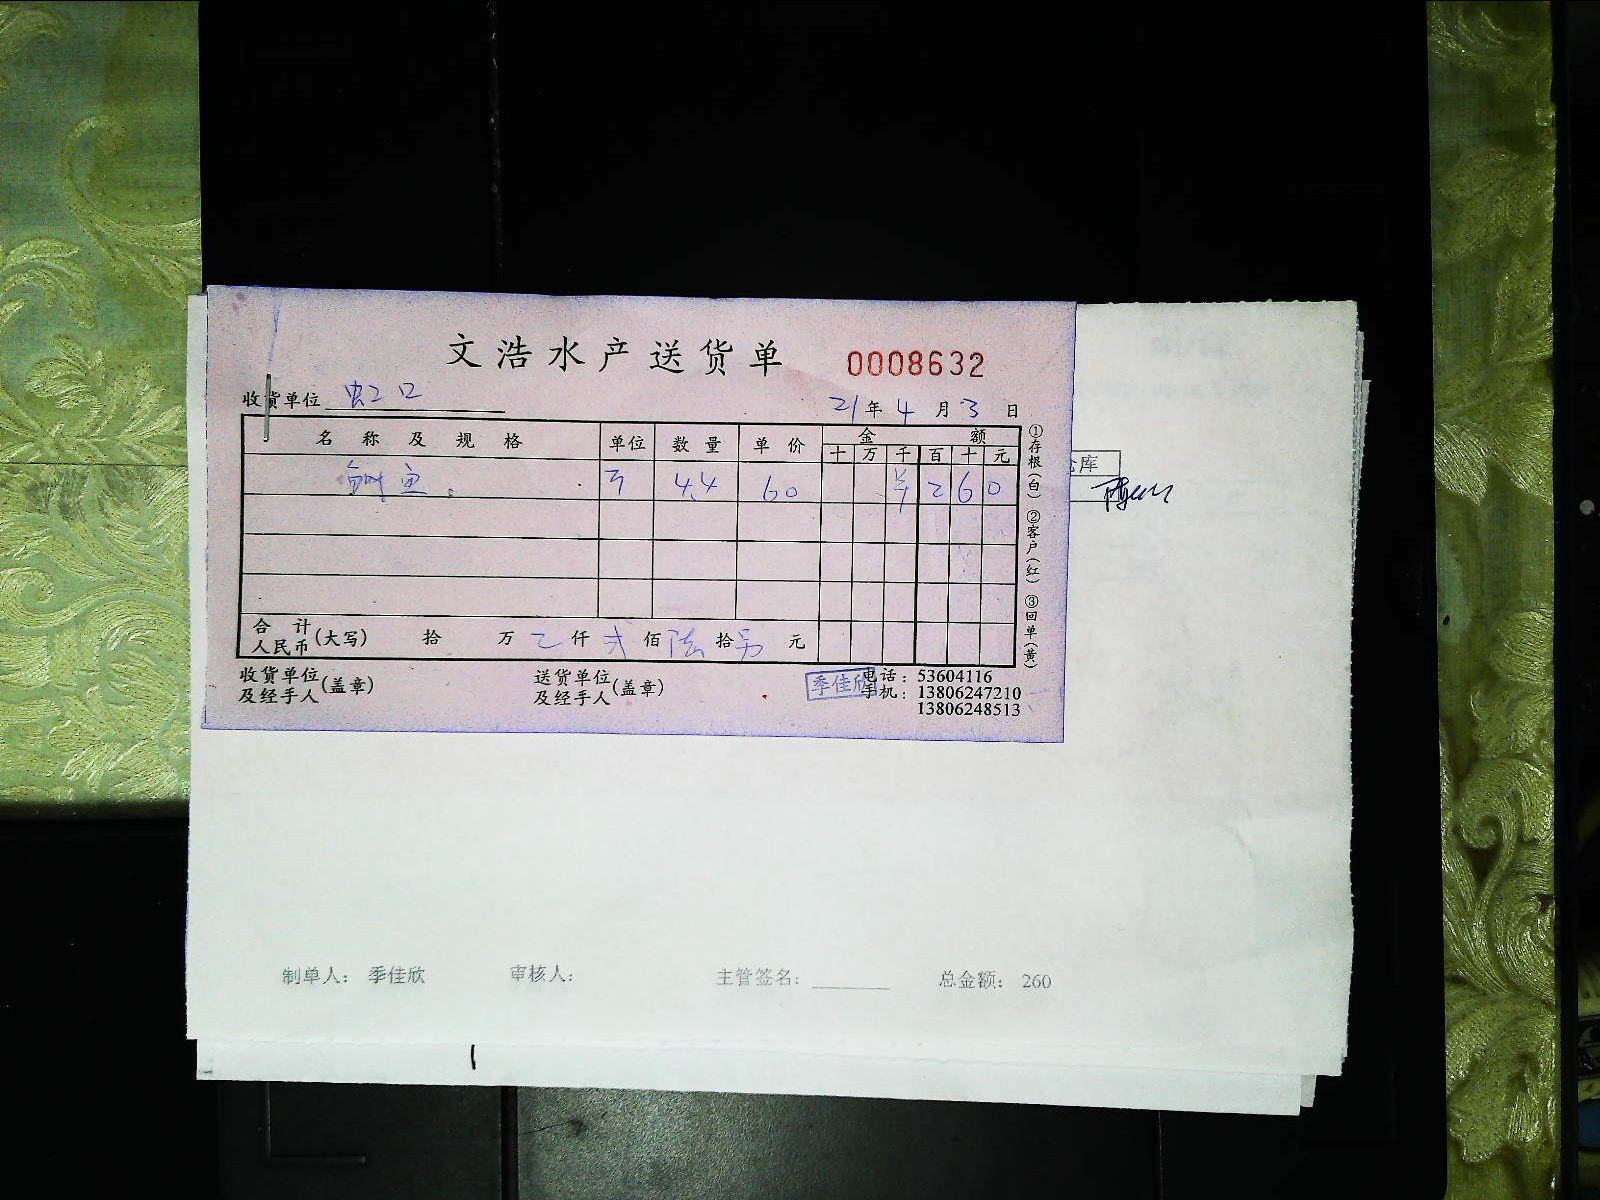 文浩水产送货单 0008632
收货单位 虹口 21年4月3日
名称及规格 单位 数量 单价 金额
十 万 千 百 十 元
鱼 4.4 60 ¥ 2 6 0
合计人民币(大写) 拾 万 仟 贰 佰 陆 拾 元
收货单位及经手人(盖章) 送货单位及经手人(盖章) 季佳欣
电话：53604116
手机：13806247210
13806248513
①存根(白) ②客户(红) ③回单(黄)
库
制单人： 季佳欣 审核人： 主管签名： 总金额： 260